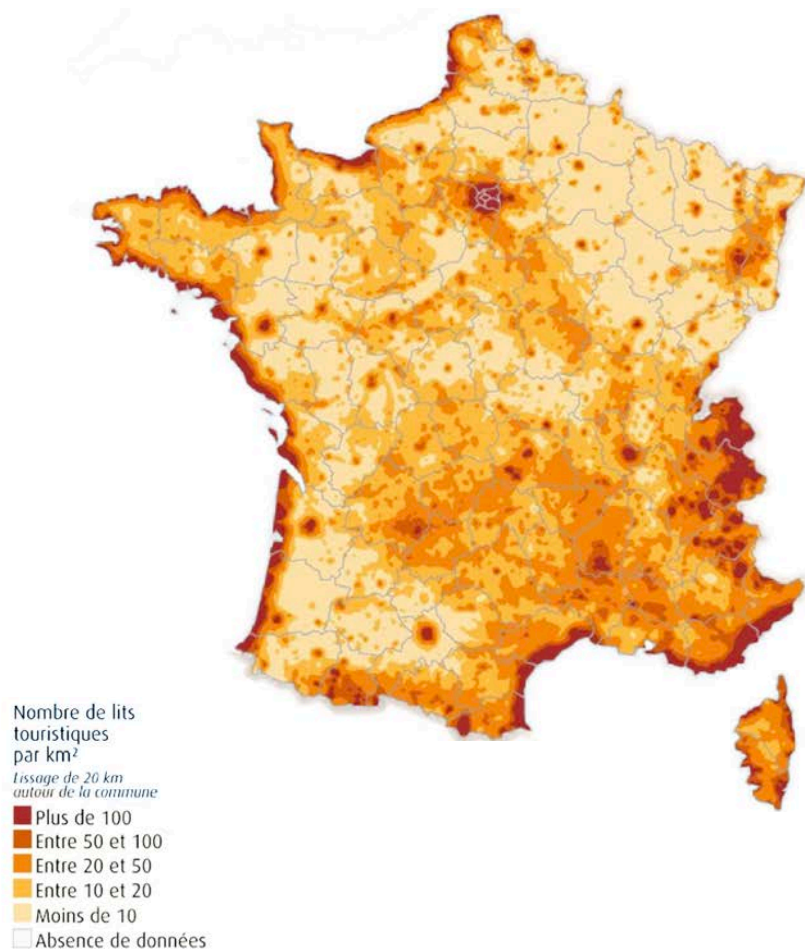 Nombre de lits
touristiques
par km²
Lissage de 20 km
autour de la commune
Plus de 100
Entre 50 et 100
Entre 20 et 50
Entre 10 et 20
Moins de 10
Absence de données